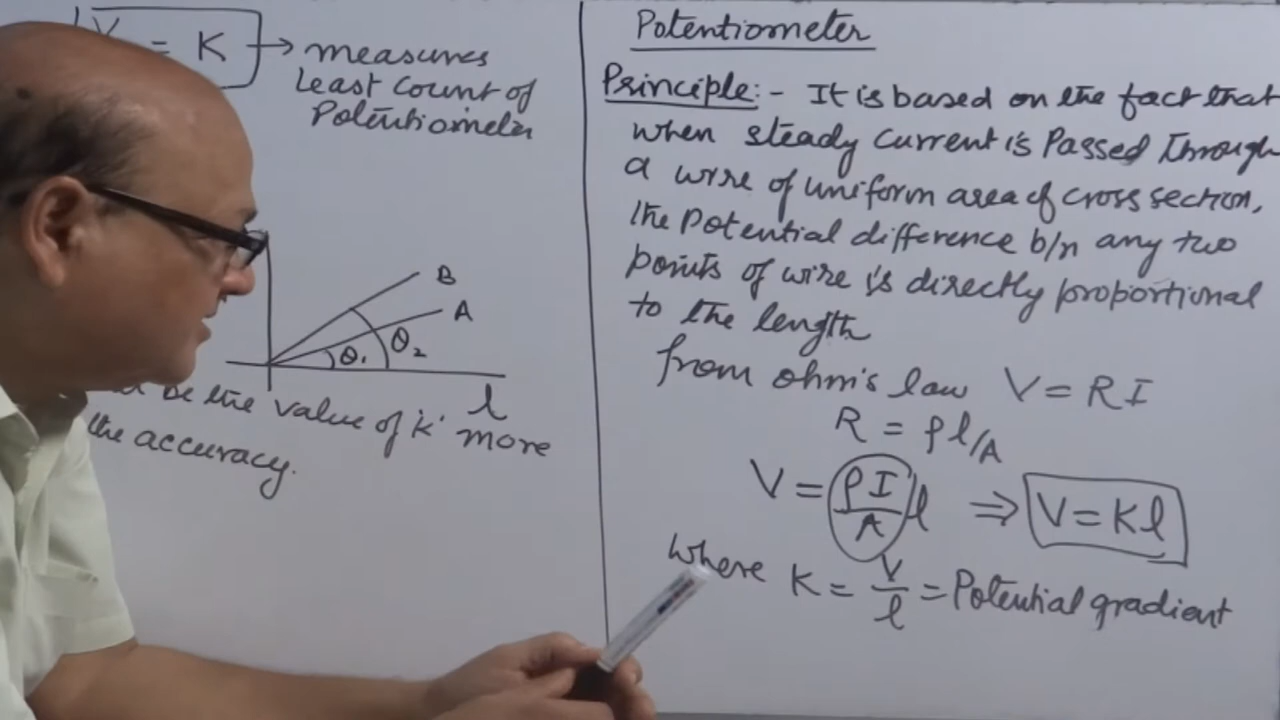 = K → measures
Least Count of
Potentiometer
B
A
θ₁ θ₂
l
be the value of 'K' more
the accuracy.
Potentiometer
Principle:- It is based on the fact that
when steady current is Passed through
a wire of uniform area of cross section,
the potential difference b/n any two
points of wire is directly proportional
to the length
from ohm's law V = RI
R = ρl/A
V = (ρI/A)l ⇒ V = Kl
where K = V/l = Potential gradient